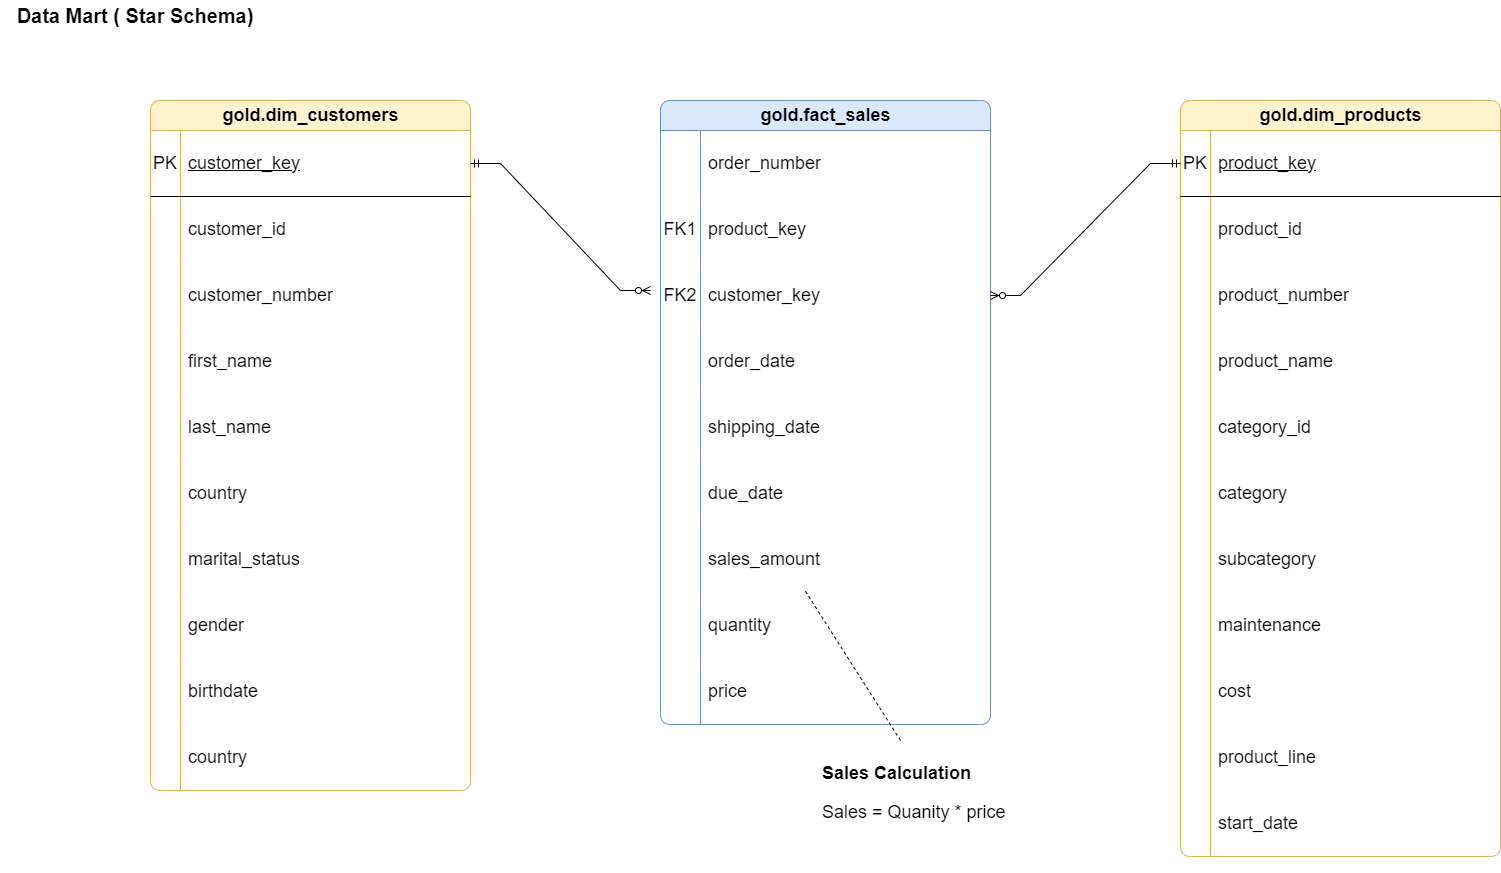 Data Mart ( Star Schema)
gold.dim_customers
PK customer_key
customer_id
customer_number
first_name
last_name
country
marital_status
gender
birthdate
country
gold.fact_sales
order_number
FK1 product_key
FK2 customer_key
order_date
shipping_date
due_date
sales_amount
quantity
price
Sales Calculation
Sales = Quanity * price
gold.dim_products
PK product_key
product_id
product_number
product_name
category_id
category
subcategory
maintenance
cost
product_line
start_date